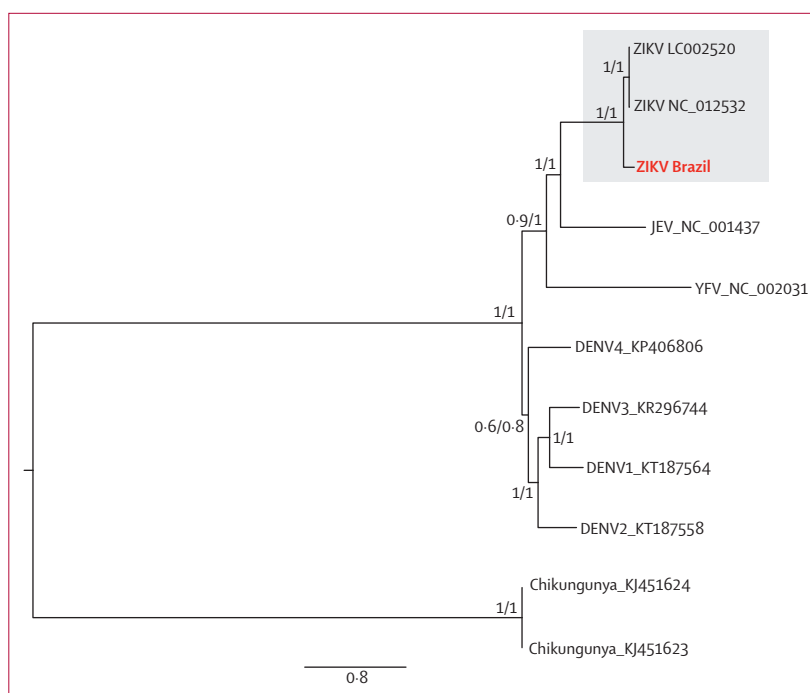 ZIKV LC002520
1/1
ZIKV NC_012532
1/1
1/1
ZIKV Brazil
0·9/1
JEV_NC_001437
YFV_NC_002031
1/1
DENV4_KP406806
DENV3_KR296744
0·6/0·8
1/1
DENV1_KT187564
1/1
DENV2_KT187558
Chikungunya_KJ451624
1/1
Chikungunya_KJ451623
0·8